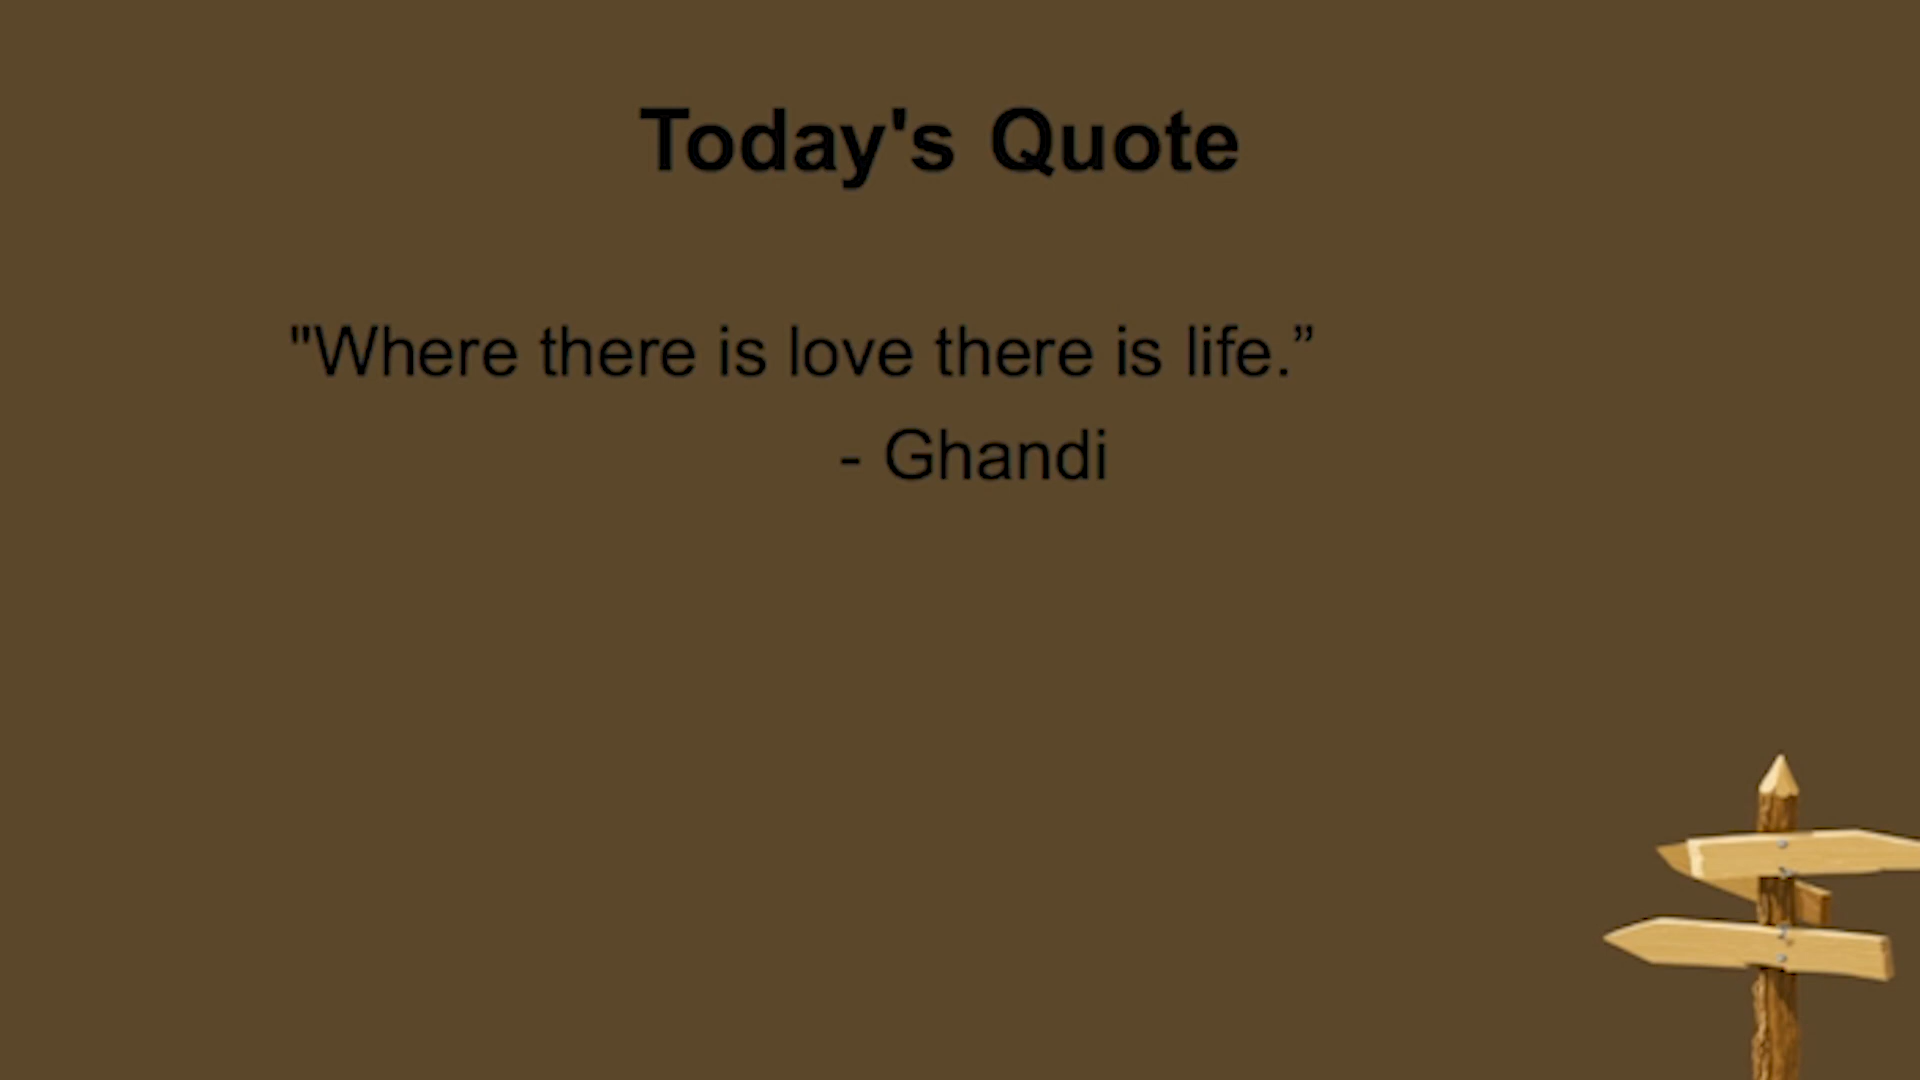 Today's Quote
"Where there is love there is life.”
- Ghandi